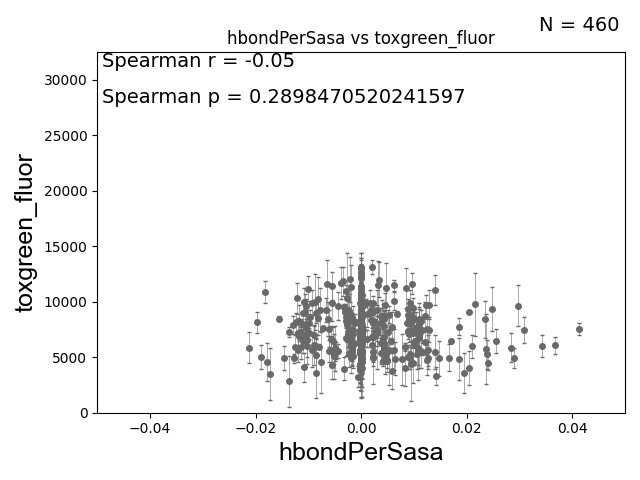 N = 460
hbondPerSasa vs toxgreen_fluor
Spearman r = -0.05
Spearman p = 0.2898470520241597
toxgreen_fluor
30000
25000
20000
15000
10000
5000
0
−0.04
−0.02
0.00
0.02
0.04
hbondPerSasa